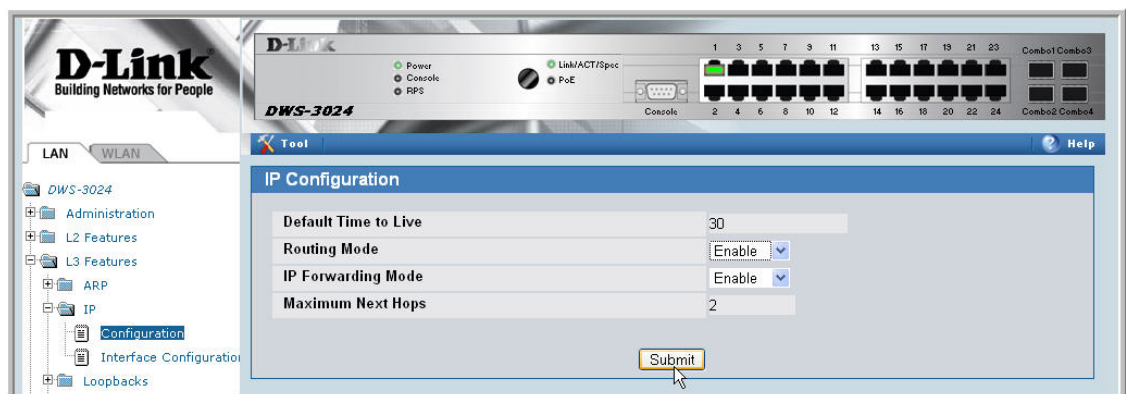 D-Link
Building Networks for People
D-Link
Power
Console
RPS
Link/ACT/Spec
PoE
Console
DWS-3024
1 3 5 7 9 11 13 15 17 19 21 23
Combo1 Combo3
2 4 6 8 10 12 14 16 18 20 22 24
Combo2 Combo4
Tool
Help
LAN
WLAN
DWS-3024
Administration
L2 Features
L3 Features
ARP
IP
Configuration
Interface Configuration
Loopbacks
IP Configuration
Default Time to Live 30
Routing Mode Enable
IP Forwarding Mode Enable
Maximum Next Hops 2
Submit